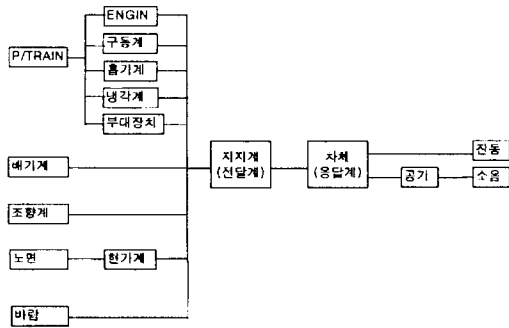 ENGIN
구동계
P/TRAIN
흡기계
냉각계
부대장치
배기계
지지계
(전달계)
차체
(응답계)
진동
공기
소음
조향계
노면
현가계
바람